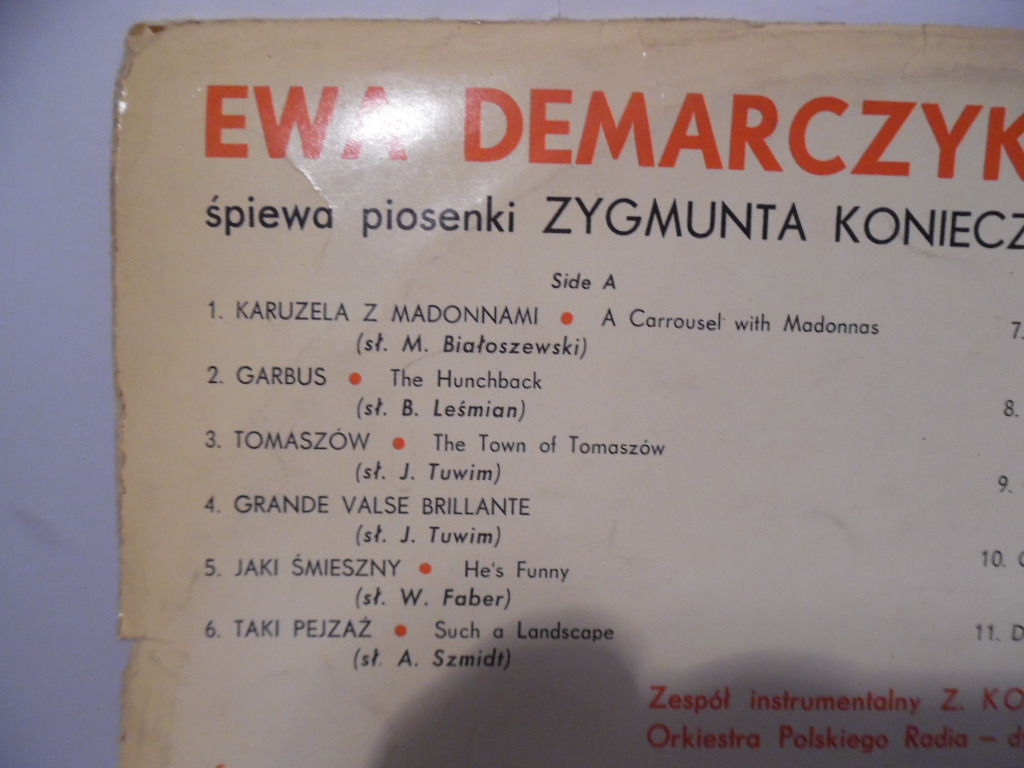 EWA DEMARCZYK
śpiewa piosenki ZYGMUNTA KONIECZ
Side A
1. KARUZELA Z MADONNAMI • A Carrousel with Madonnas
(sł. M. Białoszewski)
2. GARBUS • The Hunchback
(sł. B. Leśmian)
3. TOMASZÓW • The Town of Tomaszów
(sł. J. Tuwim)
4. GRANDE VALSE BRILLANTE
(sł. J. Tuwim)
5. JAKI ŚMIESZNY • He's Funny
(sł. W. Faber)
6. TAKI PEJZAŻ • Such a Landscape
(sł. A. Szmidt)
7.
8.
9.
10.
11. D
Zespół instrumentalny Z. KO
Orkiestra Polskiego Radia – d